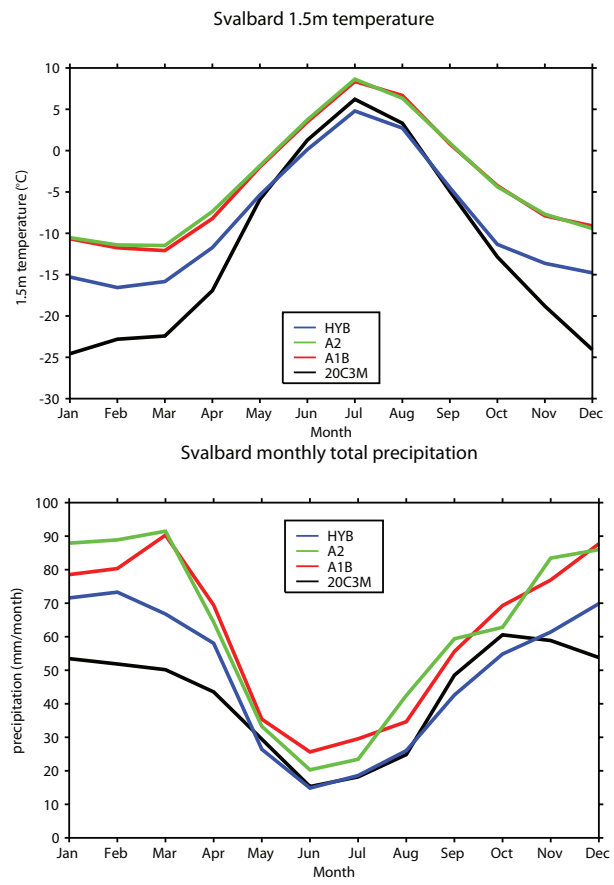 Svalbard 1.5m temperature
10
5
0
-5
-10
-15
-20
-25
-30
1.5m temperature (°C)
HYB
A2
A1B
20C3M
Jan Feb Mar Apr May Jun Jul Aug Sep Oct Nov Dec
Month
Svalbard monthly total precipitation
100
90
80
70
60
50
40
30
20
10
0
precipitation (mm/month)
HYB
A2
A1B
20C3M
Jan Feb Mar Apr May Jun Jul Aug Sep Oct Nov Dec
Month